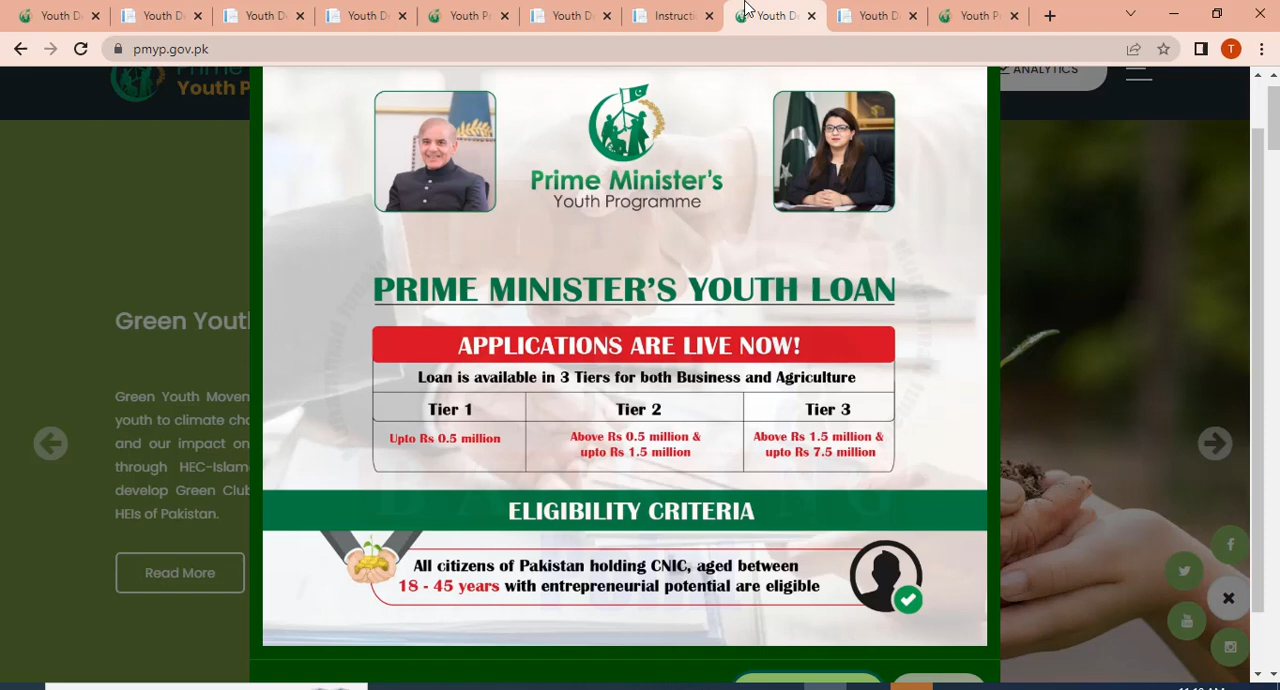 Youth D
Youth D
Youth D
Youth D
Youth P
Youth D
Instructi
Youth D
Youth D
Youth P
pmyp.gov.pk
T
Youth P
ANALYTICS
Prime Minister's
Youth Programme
PRIME MINISTER'S YOUTH LOAN
APPLICATIONS ARE LIVE NOW!
Loan is available in 3 Tiers for both Business and Agriculture
Tier 1 Tier 2 Tier 3
Upto Rs 0.5 million
Above Rs 0.5 million &
upto Rs 1.5 million
Above Rs 1.5 million &
upto Rs 7.5 million
ELIGIBILITY CRITERIA
All citizens of Pakistan holding CNIC, aged between
18 - 45 years with entrepreneurial potential are eligible
Green Yout
Green Youth Moven
youth to climate cha
and our impact on
through HEC-Islam
develop Green Club
HEIs of Pakistan.
Read More